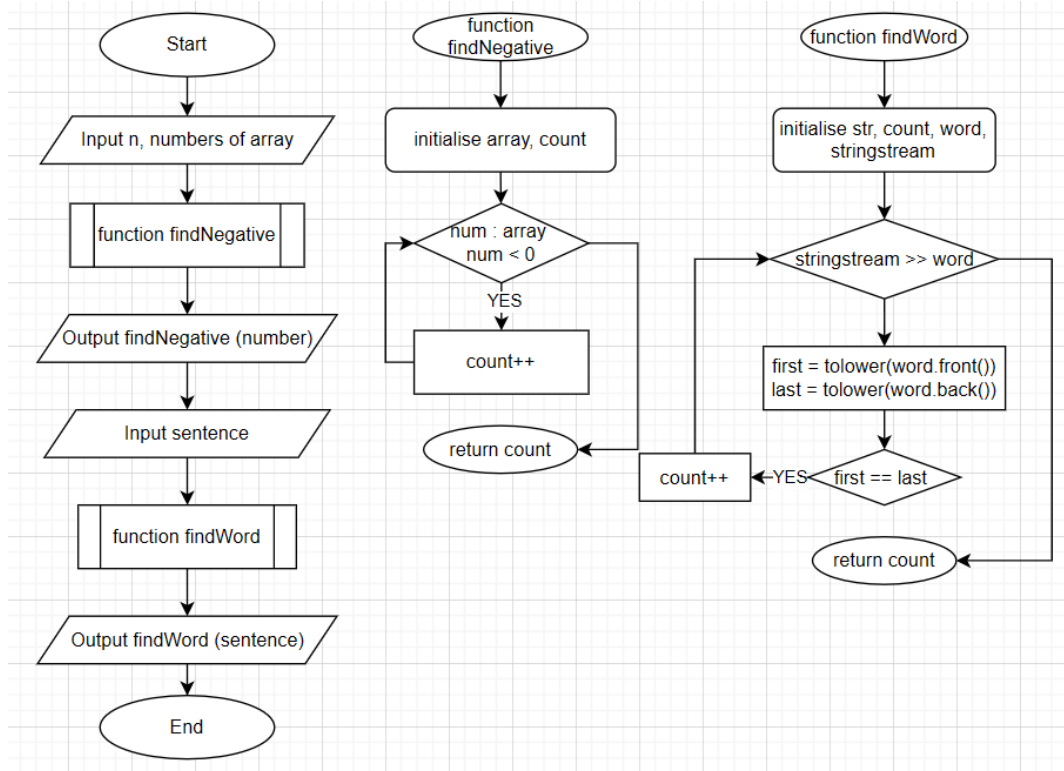 Start
Input n, numbers of array
function findNegative
Output findNegative (number)
Input sentence
function findWord
Output findWord (sentence)
End
function
findNegative
initialise array, count
num : array
num < 0
YES
count++
return count
function findWord
initialise str, count, word,
stringstream
stringstream >> word
first = tolower(word.front())
last = tolower(word.back())
first == last
YES
count++
return count